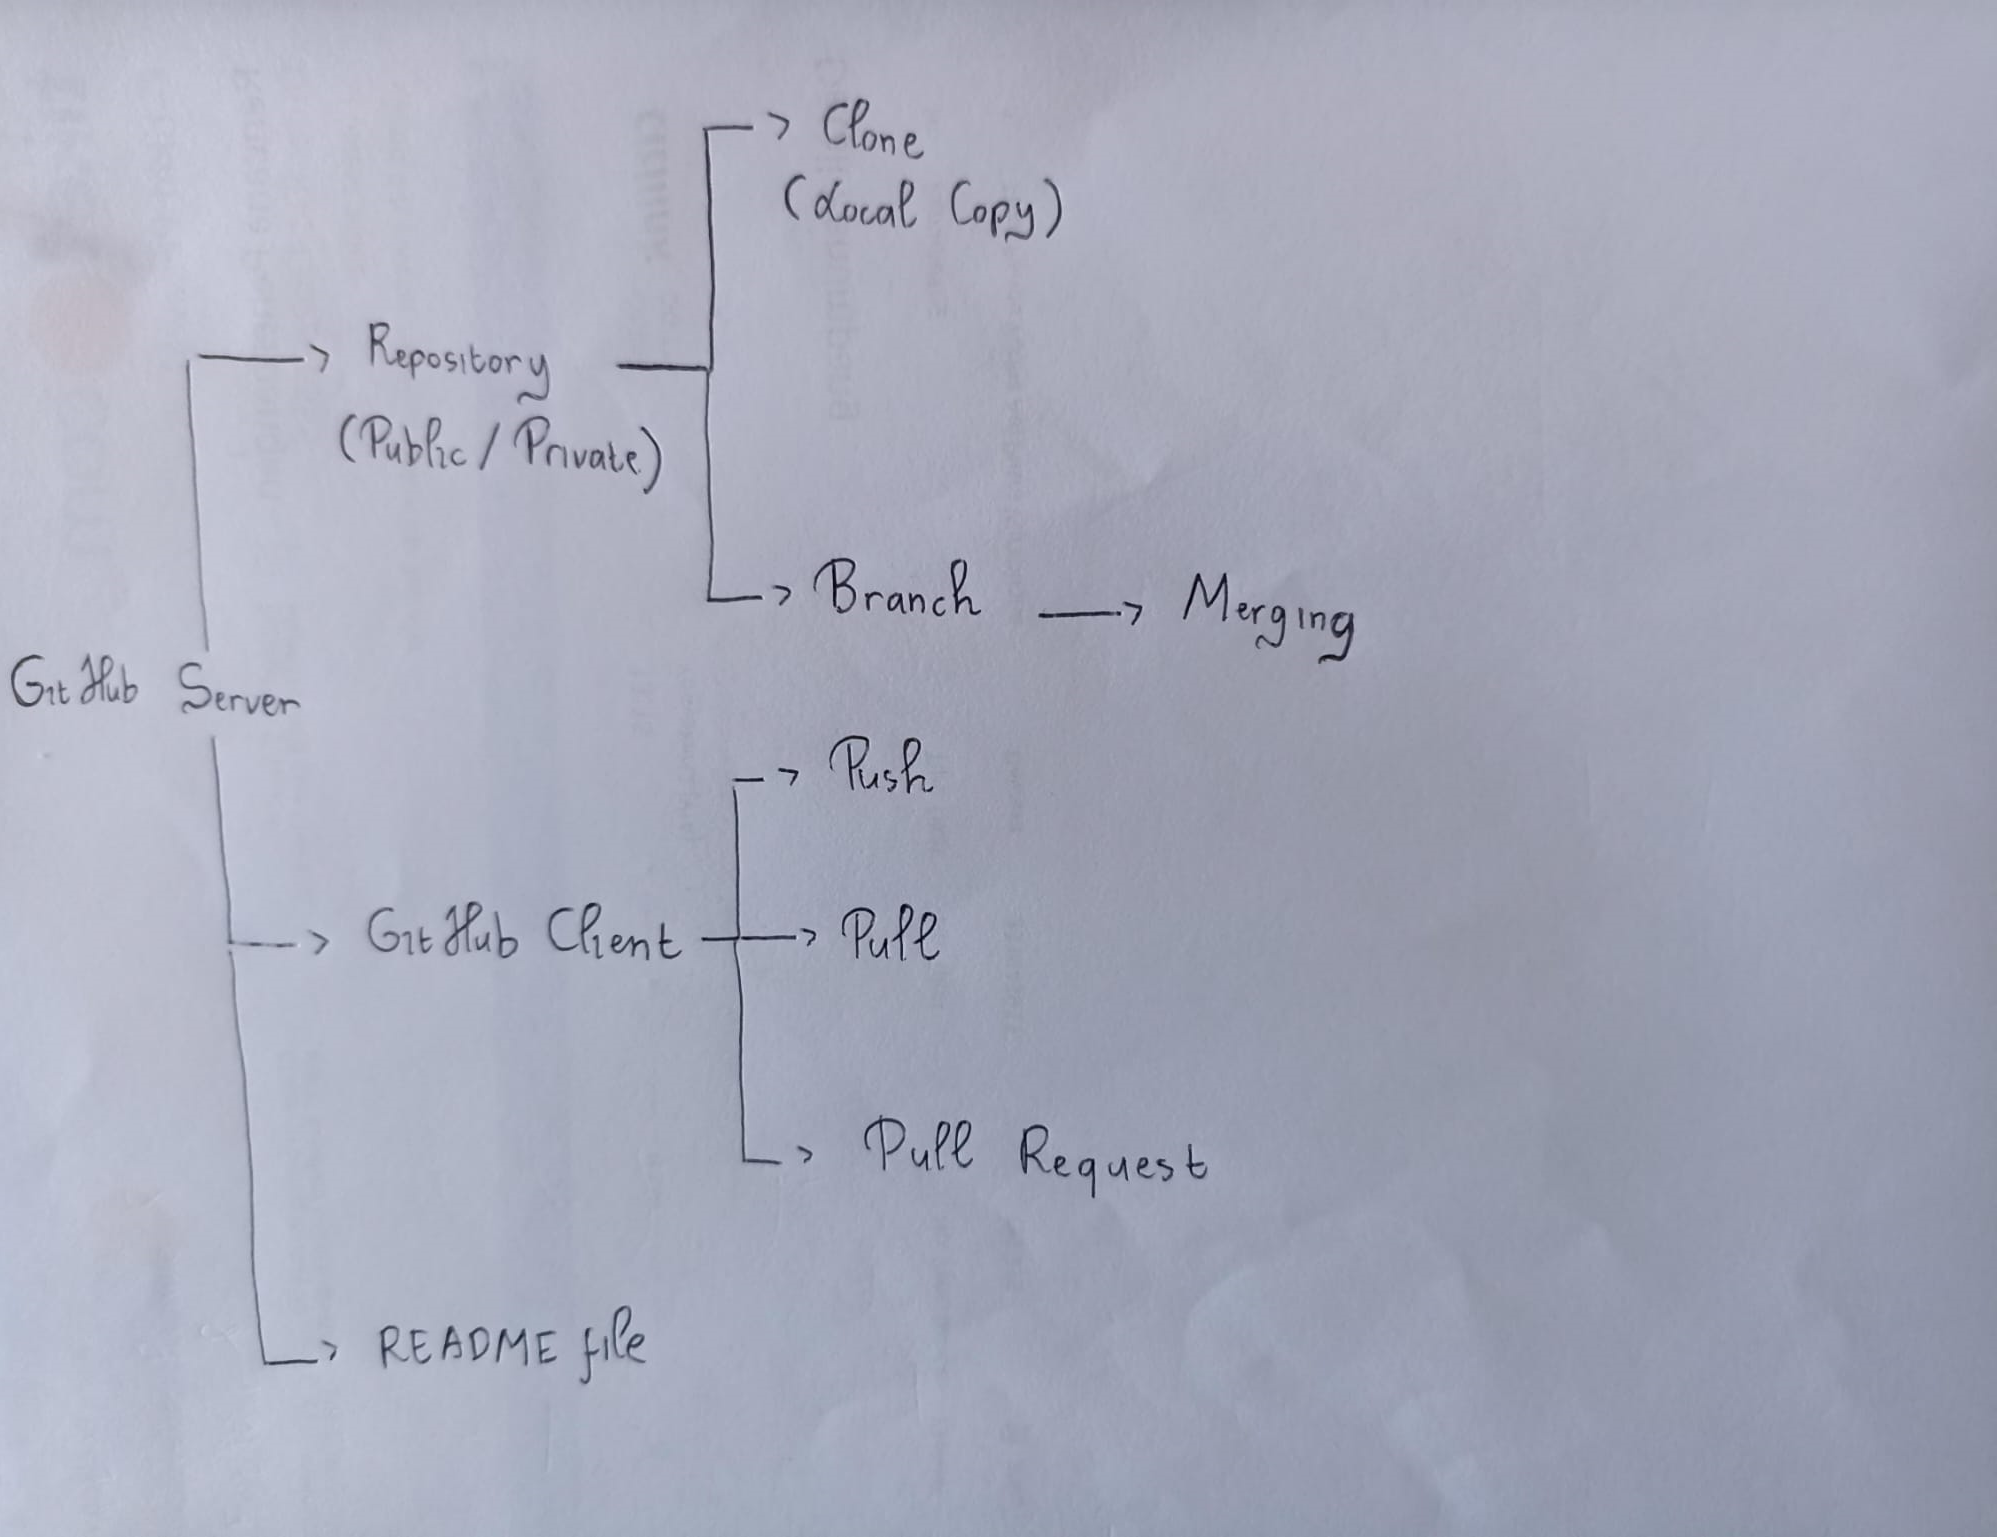 Clone
(Local Copy)
Repository
(Public / Private)
Branch
Merging
GitHub Server
Push
GitHub Client
Pull
Pull Request
README file